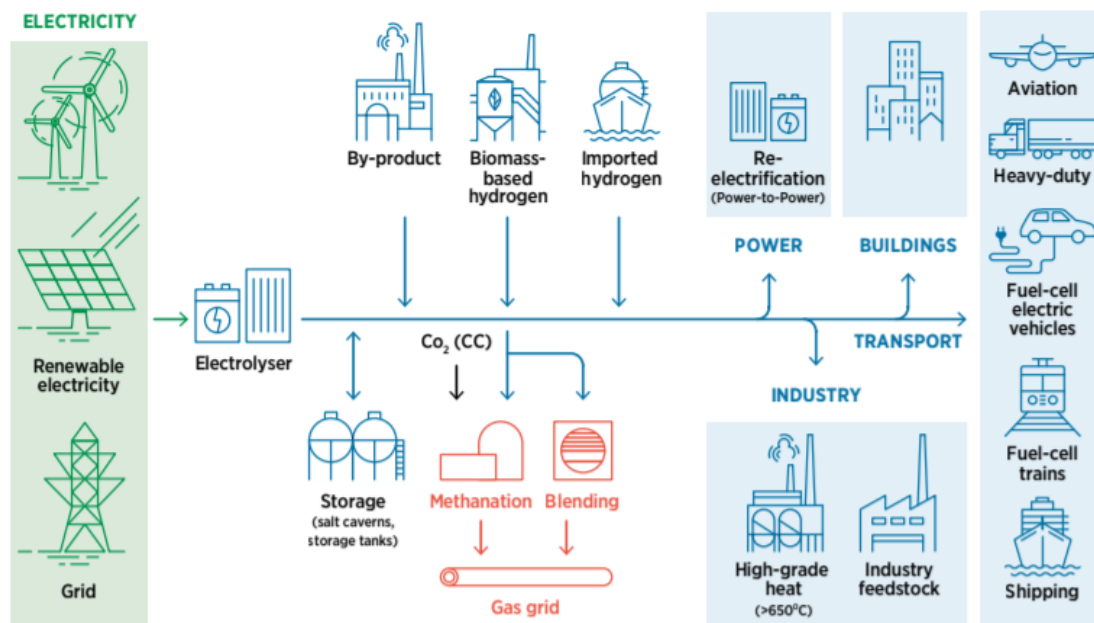 ELECTRICITY
Renewable
electricity
Grid
Electrolyser
By-product
Biomass-
based
hydrogen
Imported
hydrogen
Co₂ (CC)
Storage
(salt caverns,
storage tanks)
Methanation
Blending
Gas grid
Re-
electrification
(Power-to-Power)
POWER
BUILDINGS
TRANSPORT
INDUSTRY
High-grade
heat
(>650⁰C)
Industry
feedstock
Aviation
Heavy-duty
Fuel-cell
electric
vehicles
Fuel-cell
trains
Shipping